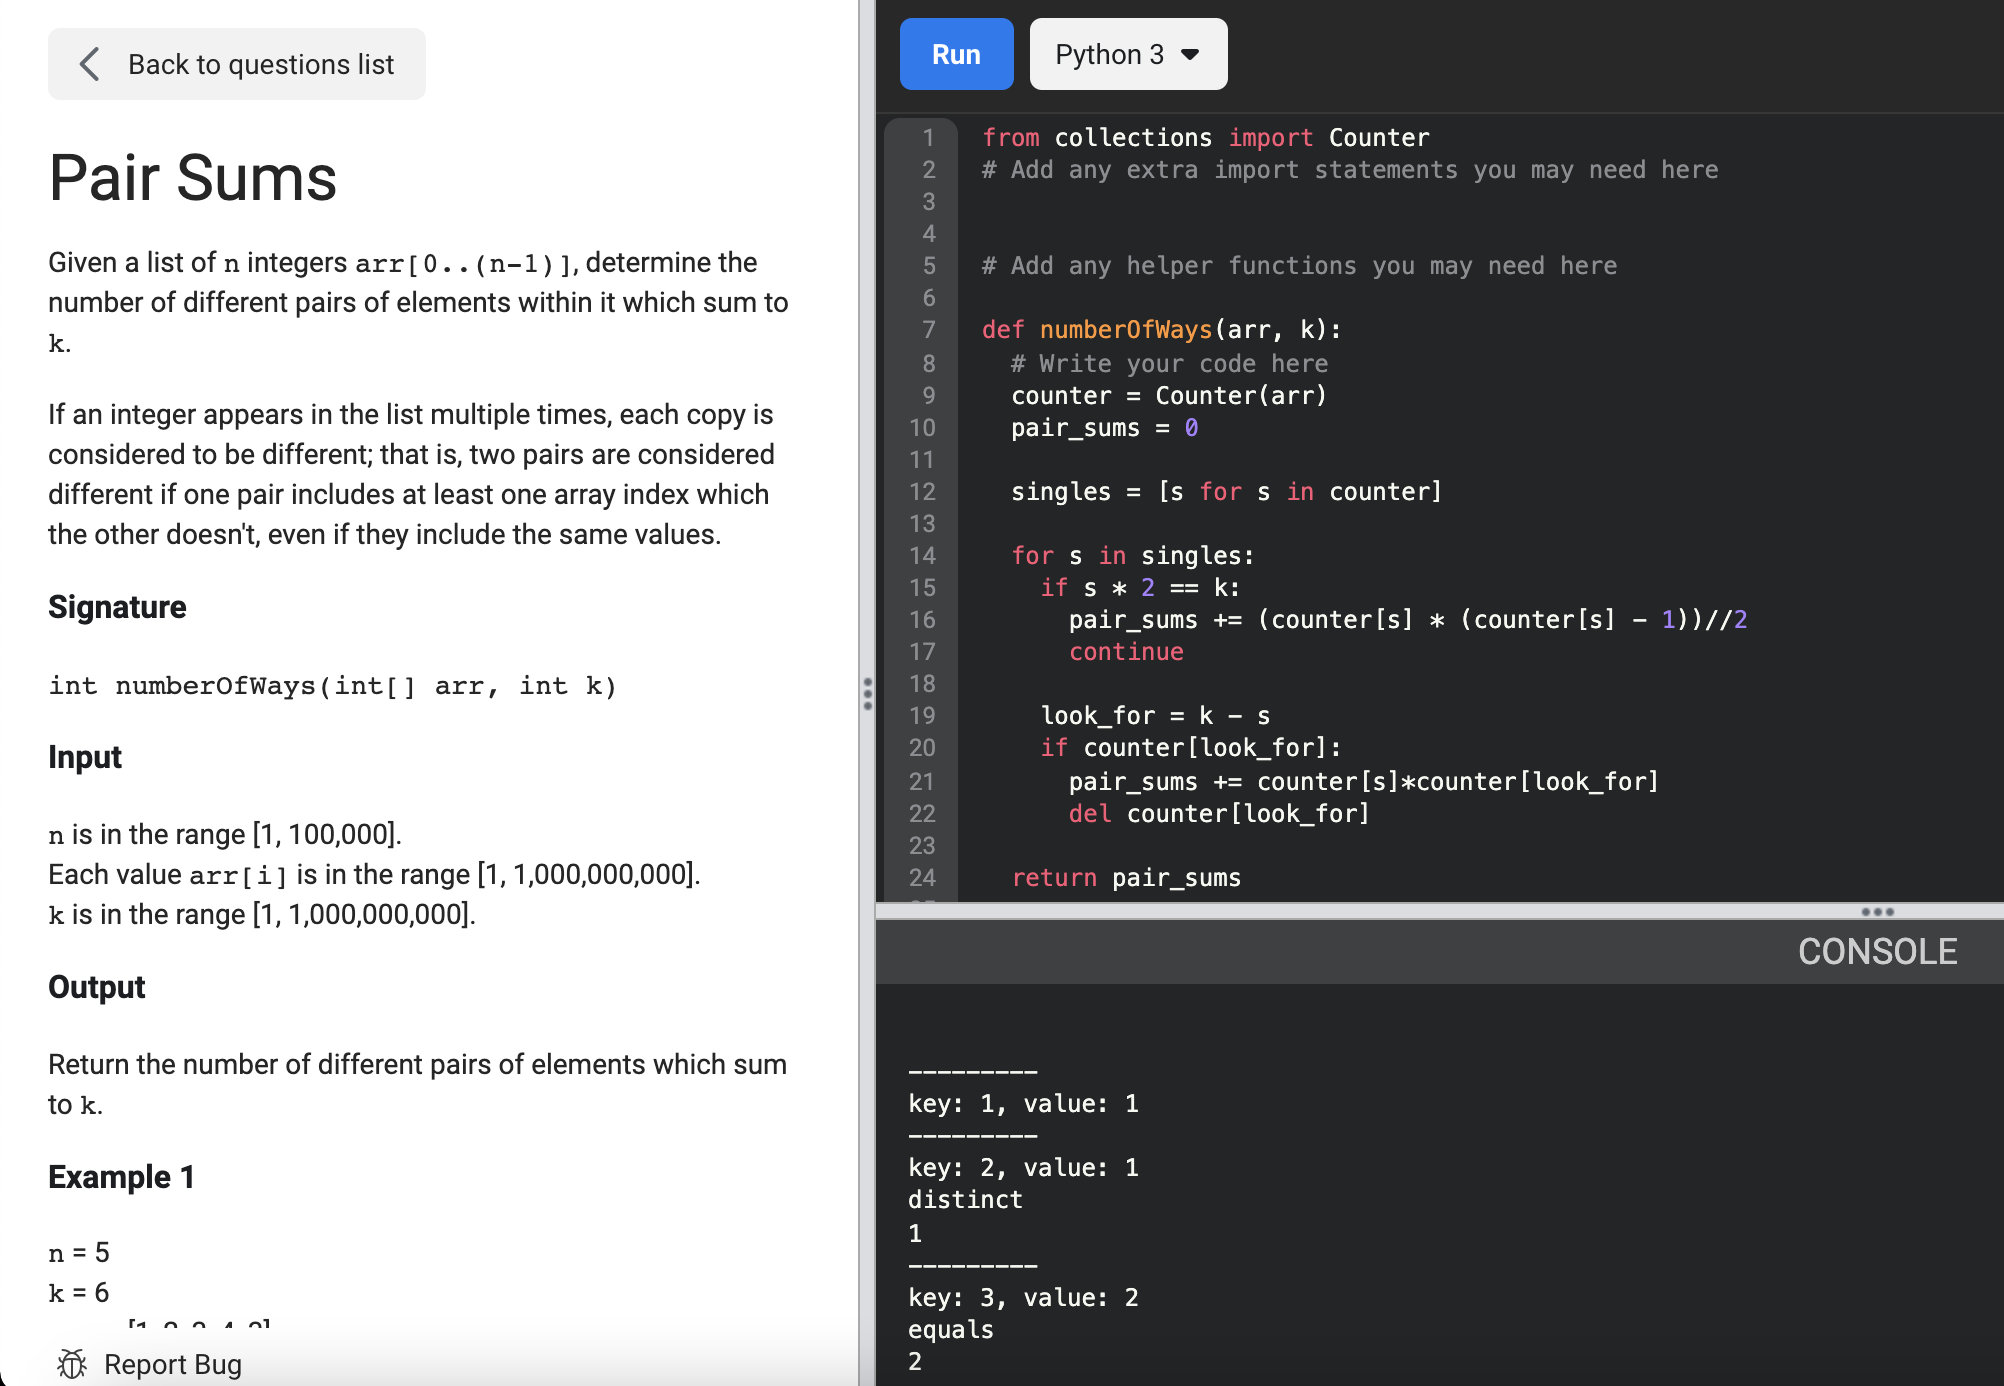 Back to questions list
Pair Sums
Given a list of n integers arr[0..(n-1)], determine the
number of different pairs of elements within it which sum to
k.
If an integer appears in the list multiple times, each copy is
considered to be different; that is, two pairs are considered
different if one pair includes at least one array index which
the other doesn't, even if they include the same values.
Signature
int numberOfWays(int[] arr, int k)
Input
n is in the range [1, 100,000].
Each value arr[i] is in the range [1, 1,000,000,000].
k is in the range [1, 1,000,000,000].
Output
Return the number of different pairs of elements which sum
to k.
Example 1
n = 5
k = 6
Report Bug
Run
Python 3
1 from collections import Counter
2 # Add any extra import statements you may need here
3
4
5 # Add any helper functions you may need here
6
7 def numberOfWays(arr, k):
8   # Write your code here
9   counter = Counter(arr)
10   pair_sums = 0
11
12   singles = [s for s in counter]
13
14   for s in singles:
15     if s * 2 == k:
16       pair_sums += (counter[s] * (counter[s] - 1))//2
17       continue
18
19     look_for = k - s
20     if counter[look_for]:
21       pair_sums += counter[s]*counter[look_for]
22       del counter[look_for]
23
24   return pair_sums
CONSOLE
---------
key: 1, value: 1
---------
key: 2, value: 1
distinct
1
---------
key: 3, value: 2
equals
2